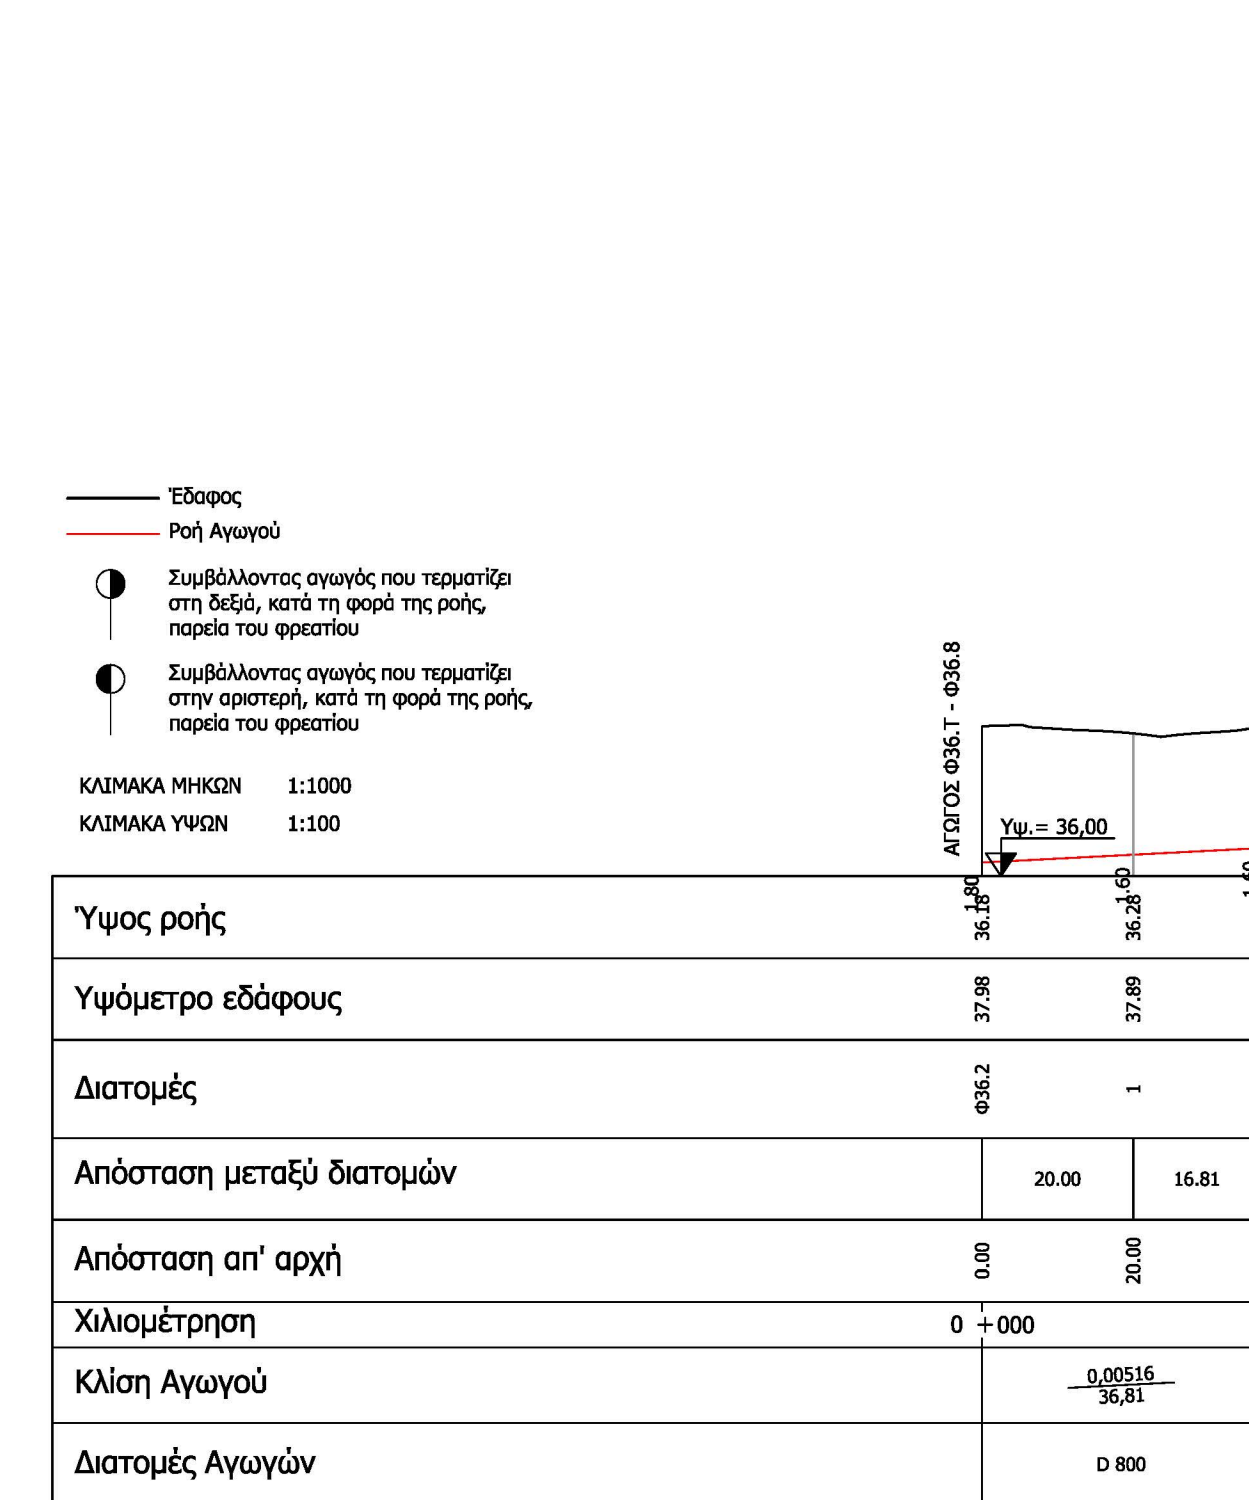 Έδαφος
Ροή Αγωγού
Συμβάλλοντας αγωγός που τερματίζει
στη δεξιά, κατά τη φορά της ροής,
παρεία του φρεατίου
Συμβάλλοντας αγωγός που τερματίζει
στην αριστερή, κατά τη φορά της ροής,
παρεία του φρεατίου
ΚΛΙΜΑΚΑ ΜΗΚΩΝ 1:1000
ΚΛΙΜΑΚΑ ΥΨΩΝ 1:100
ΑΓΩΓΟΣ Φ36.Τ - Φ36.8
Υψ.= 36,00
1.80 1.60
Ύψος ροής 36.18 36.28
Υψόμετρο εδάφους 37.98 37.89
Διατομές Φ36.2 1
Απόσταση μεταξύ διατομών 20.00 16.81
Απόσταση απ' αρχή 0.00 20.00
Χιλιομέτρηση 0 +000
Κλίση Αγωγού 0,00516
36,81
Διατομές Αγωγών D 800